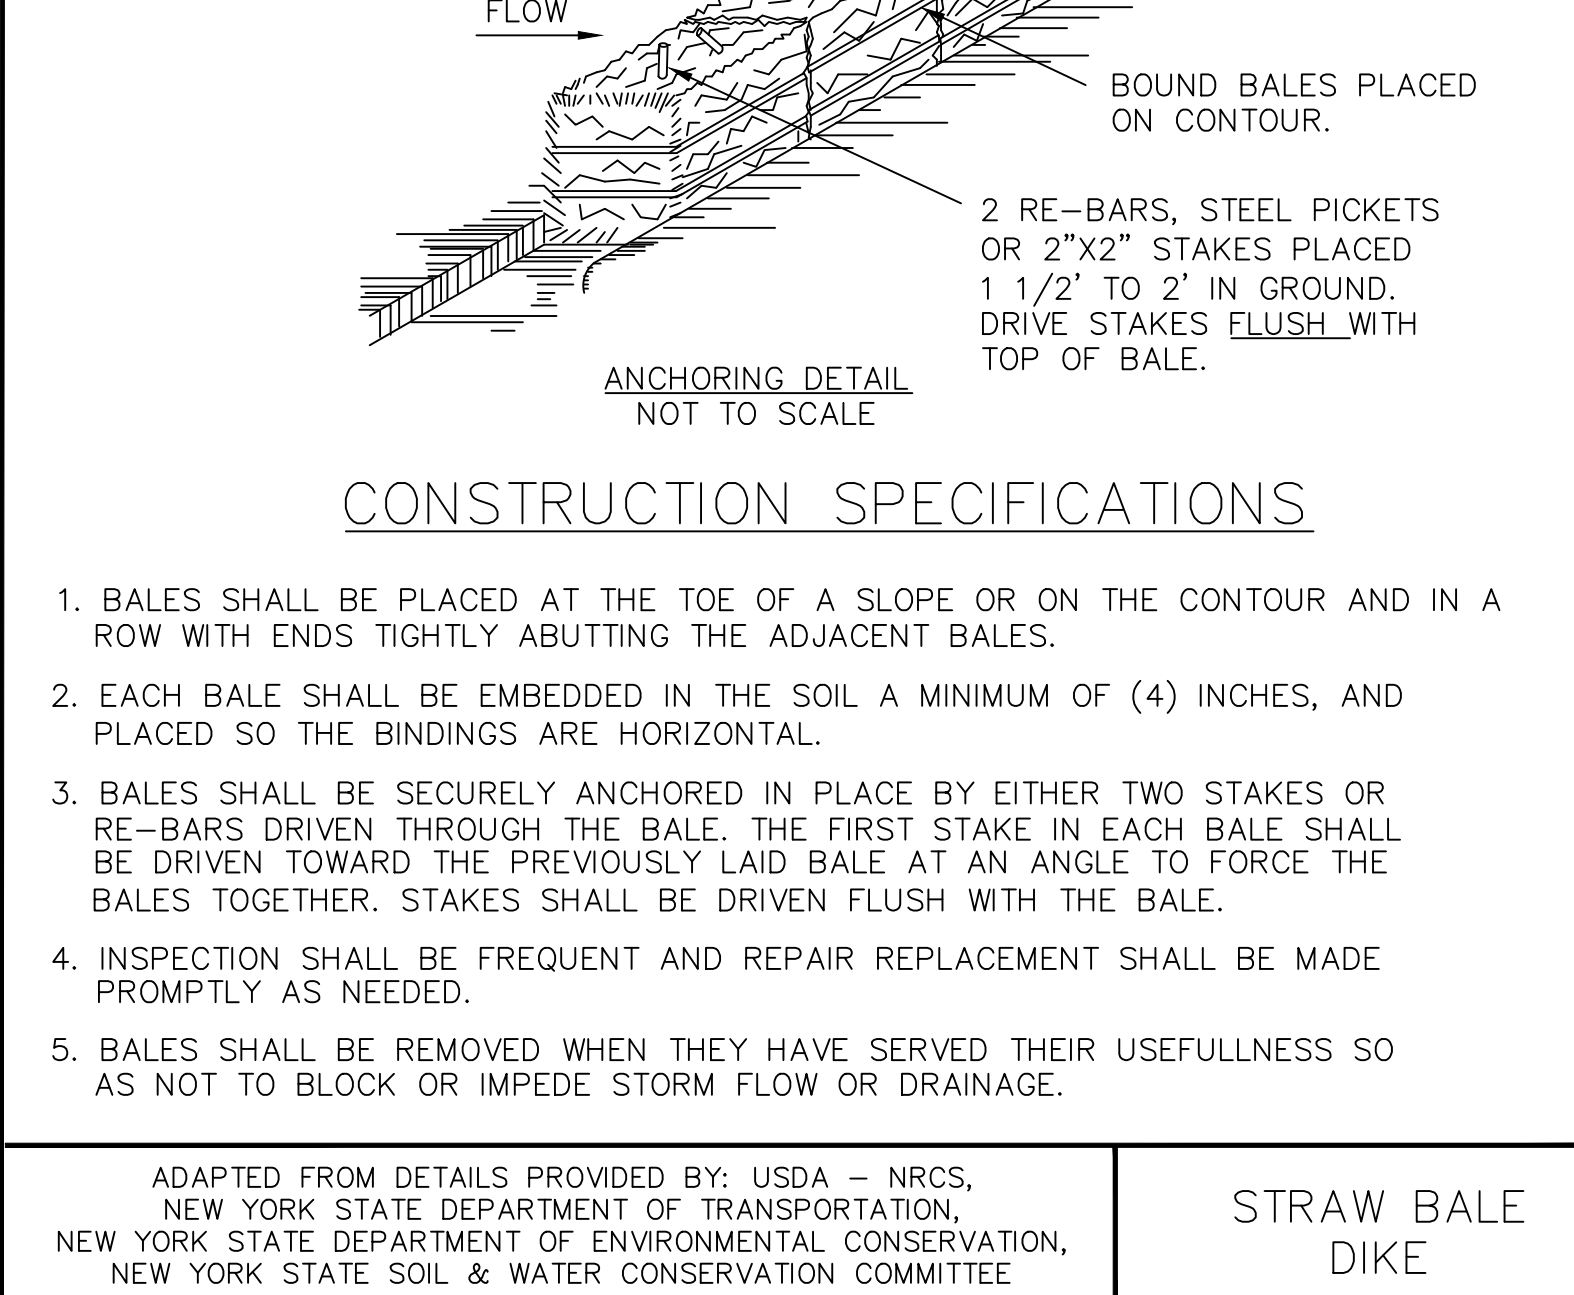 FLOW
BOUND BALES PLACED
ON CONTOUR.
2 RE-BARS, STEEL PICKETS
OR 2"X2" STAKES PLACED
1 1/2' TO 2' IN GROUND.
DRIVE STAKES FLUSH WITH
TOP OF BALE.
ANCHORING DETAIL
NOT TO SCALE
CONSTRUCTION SPECIFICATIONS
1. BALES SHALL BE PLACED AT THE TOE OF A SLOPE OR ON THE CONTOUR AND IN A
ROW WITH ENDS TIGHTLY ABUTTING THE ADJACENT BALES.
2. EACH BALE SHALL BE EMBEDDED IN THE SOIL A MINIMUM OF (4) INCHES, AND
PLACED SO THE BINDINGS ARE HORIZONTAL.
3. BALES SHALL BE SECURELY ANCHORED IN PLACE BY EITHER TWO STAKES OR
RE-BARS DRIVEN THROUGH THE BALE. THE FIRST STAKE IN EACH BALE SHALL
BE DRIVEN TOWARD THE PREVIOUSLY LAID BALE AT AN ANGLE TO FORCE THE
BALES TOGETHER. STAKES SHALL BE DRIVEN FLUSH WITH THE BALE.
4. INSPECTION SHALL BE FREQUENT AND REPAIR REPLACEMENT SHALL BE MADE
PROMPTLY AS NEEDED.
5. BALES SHALL BE REMOVED WHEN THEY HAVE SERVED THEIR USEFULLNESS SO
AS NOT TO BLOCK OR IMPEDE STORM FLOW OR DRAINAGE.
ADAPTED FROM DETAILS PROVIDED BY: USDA - NRCS,
NEW YORK STATE DEPARTMENT OF TRANSPORTATION,
NEW YORK STATE DEPARTMENT OF ENVIRONMENTAL CONSERVATION,
NEW YORK STATE SOIL & WATER CONSERVATION COMMITTEE
STRAW BALE
DIKE